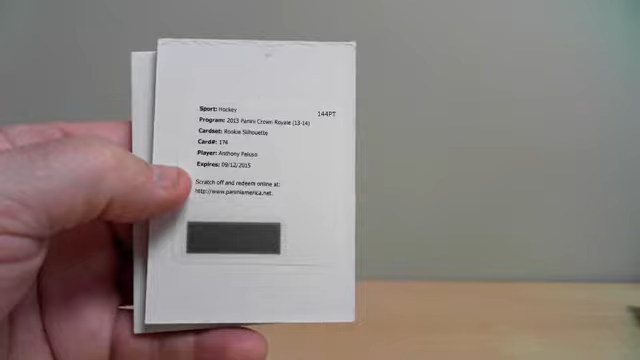 Sport: Hockey
144PT
Program: 2013 Panini Crown Royale (13-14)
Cardset: Rookie Silhouette
Card#: 176
Player: Anthony Peluso
Expires: 09/12/2015
Scratch off and redeem online at:
http://www.paniniamerica.net.